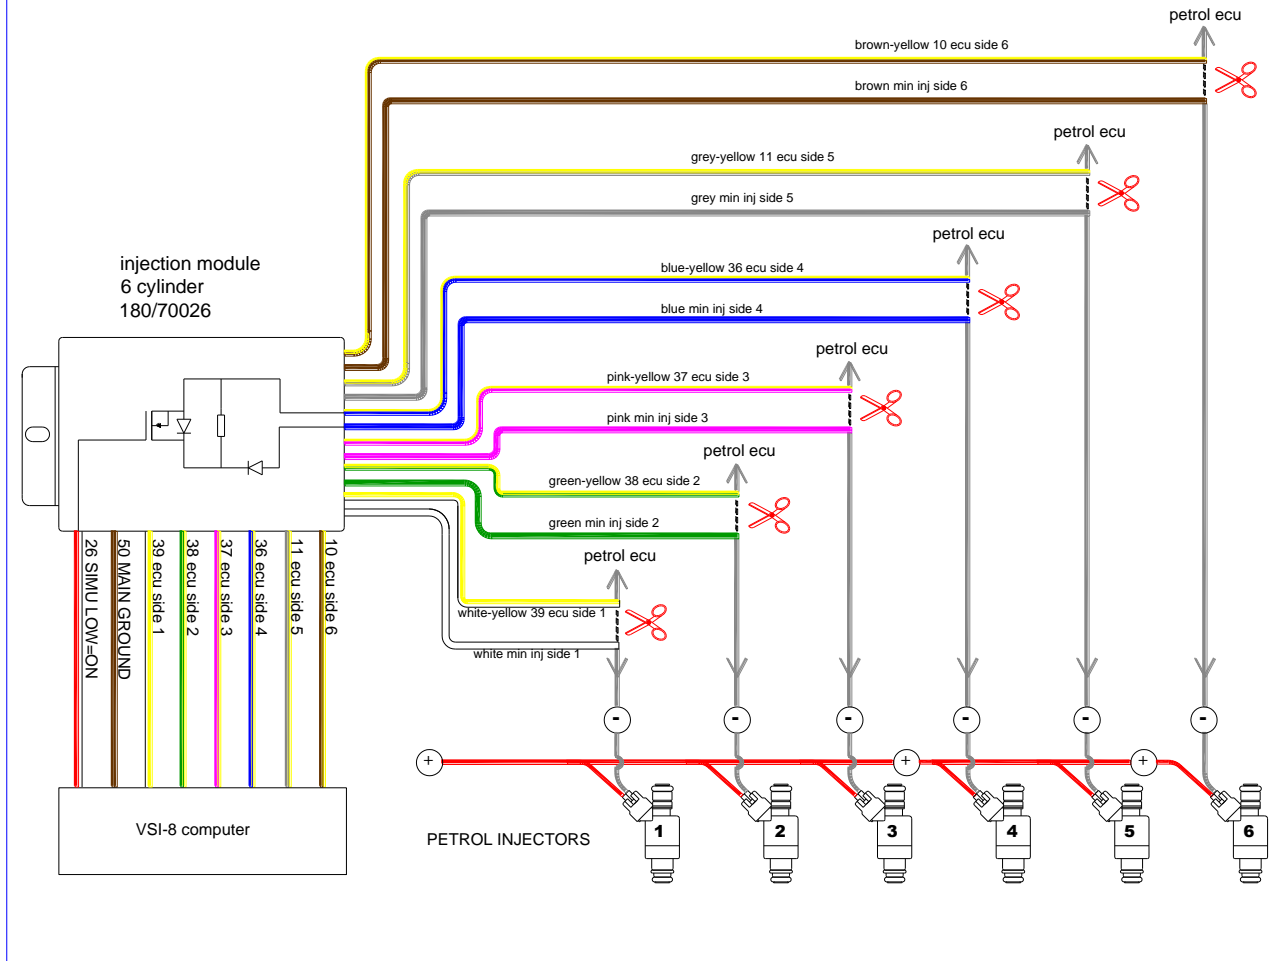 petrol ecu
brown-yellow 10 ecu side 6
brown min inj side 6
petrol ecu
grey-yellow 11 ecu side 5
grey min inj side 5
petrol ecu
injection module
6 cylinder
180/70026
blue-yellow 36 ecu side 4
blue min inj side 4
petrol ecu
pink-yellow 37 ecu side 3
pink min inj side 3
petrol ecu
green-yellow 38 ecu side 2
green min inj side 2
petrol ecu
white-yellow 39 ecu side 1
white min inj side 1
26 SIMU LOW=ON
50 MAIN GROUND
39 ecu side 1
38 ecu side 2
37 ecu side 3
36 ecu side 4
11 ecu side 5
10 ecu side 6
- - - - - -
+ + +
VSI-8 computer
PETROL INJECTORS
1 2 3 4 5 6